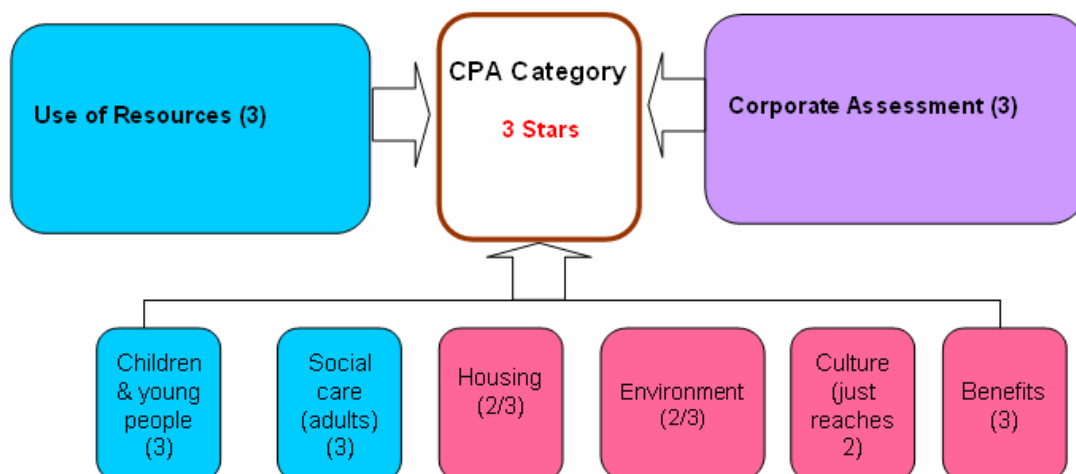 Use of Resources (3)
CPA Category
3 Stars
Corporate Assessment (3)
Children
& young
people
(3)
Social
care
(adults)
(3)
Housing
(2/3)
Environment
(2/3)
Culture
(just
reaches
2)
Benefits
(3)